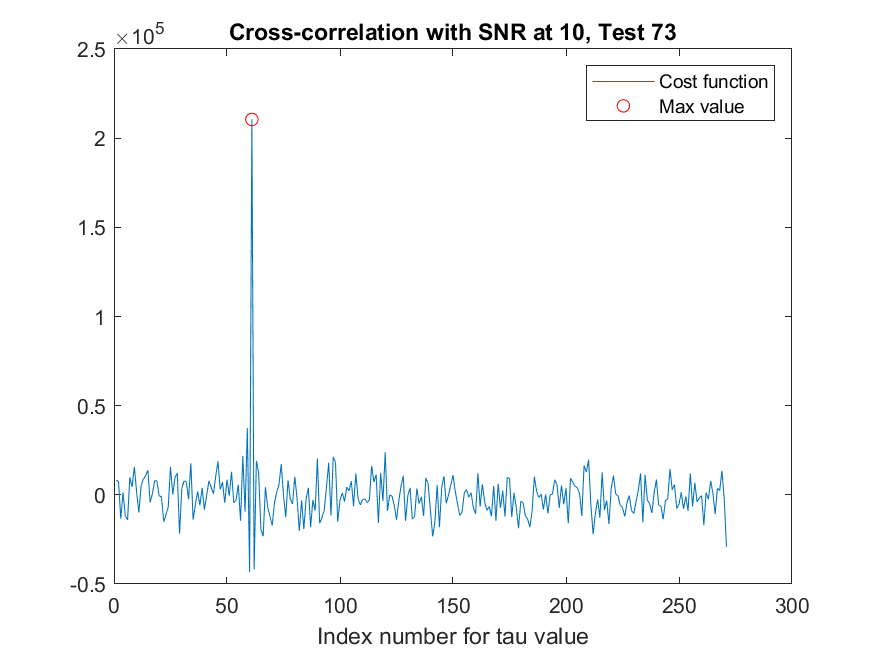 Cross-correlation with SNR at 10, Test 73
×10^5
2.5
2
1.5
1
0.5
0
-0.5
0 50 100 150 200 250 300
Index number for tau value
Cost function
Max value